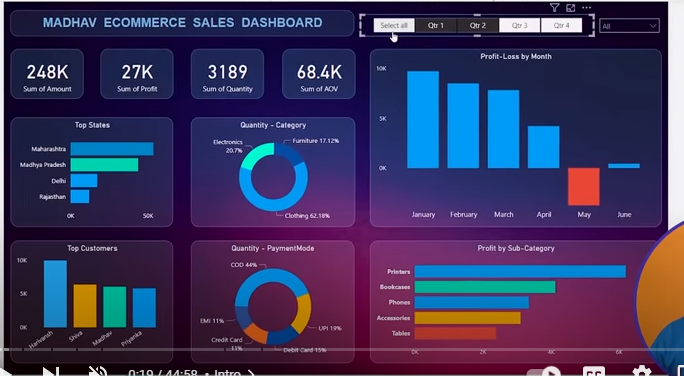 MADHAV ECOMMERCE SALES DASHBOARD
Select all
Qtr 1
Qtr 2
Qtr 3
Qtr 4
All
248K
Sum of Amount
27K
Sum of Profit
3189
Sum of Quantity
68.4K
Sum of AOV
Top States
Maharashtra
Madhya Pradesh
Delhi
Rajasthan
0K 50K
Quantity - Category
Electronics
20.7%
Furniture 17.12%
Clothing 62.18%
Profit-Loss by Month
10K
5K
0K
January February March April May June
Top Customers
10K
5K
0K
Harivansh Shiva Madhav Priyanka
Quantity - PaymentMode
COD 44%
EMI 11%
Credit Card
11%
Debit Card 15%
UPI 19%
Profit by Sub-Category
Printers
Bookcases
Phones
Accessories
Tables
0K 2K 4K 6K
0:19 / 44:58 • Intro >
CC